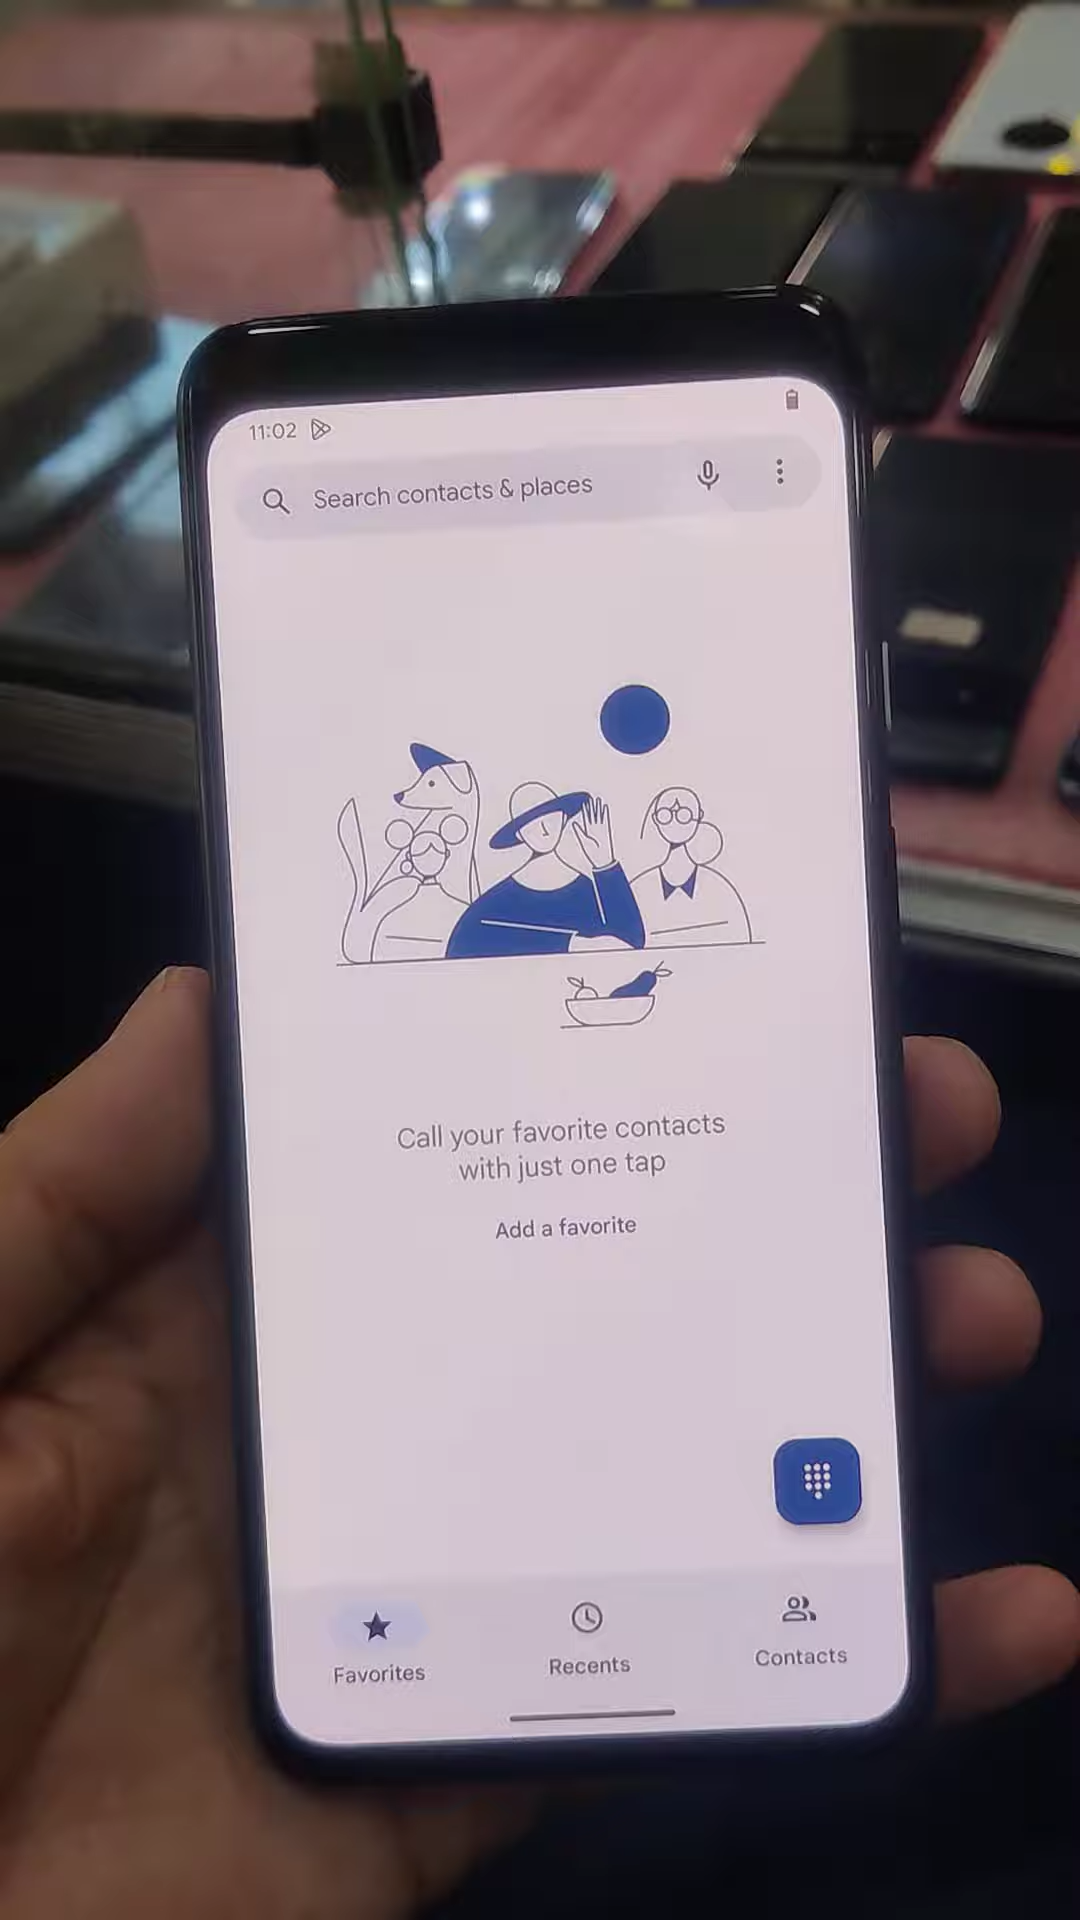 11:02
Search contacts & places
Call your favorite contacts
with just one tap
Add a favorite
Favorites
Recents
Contacts